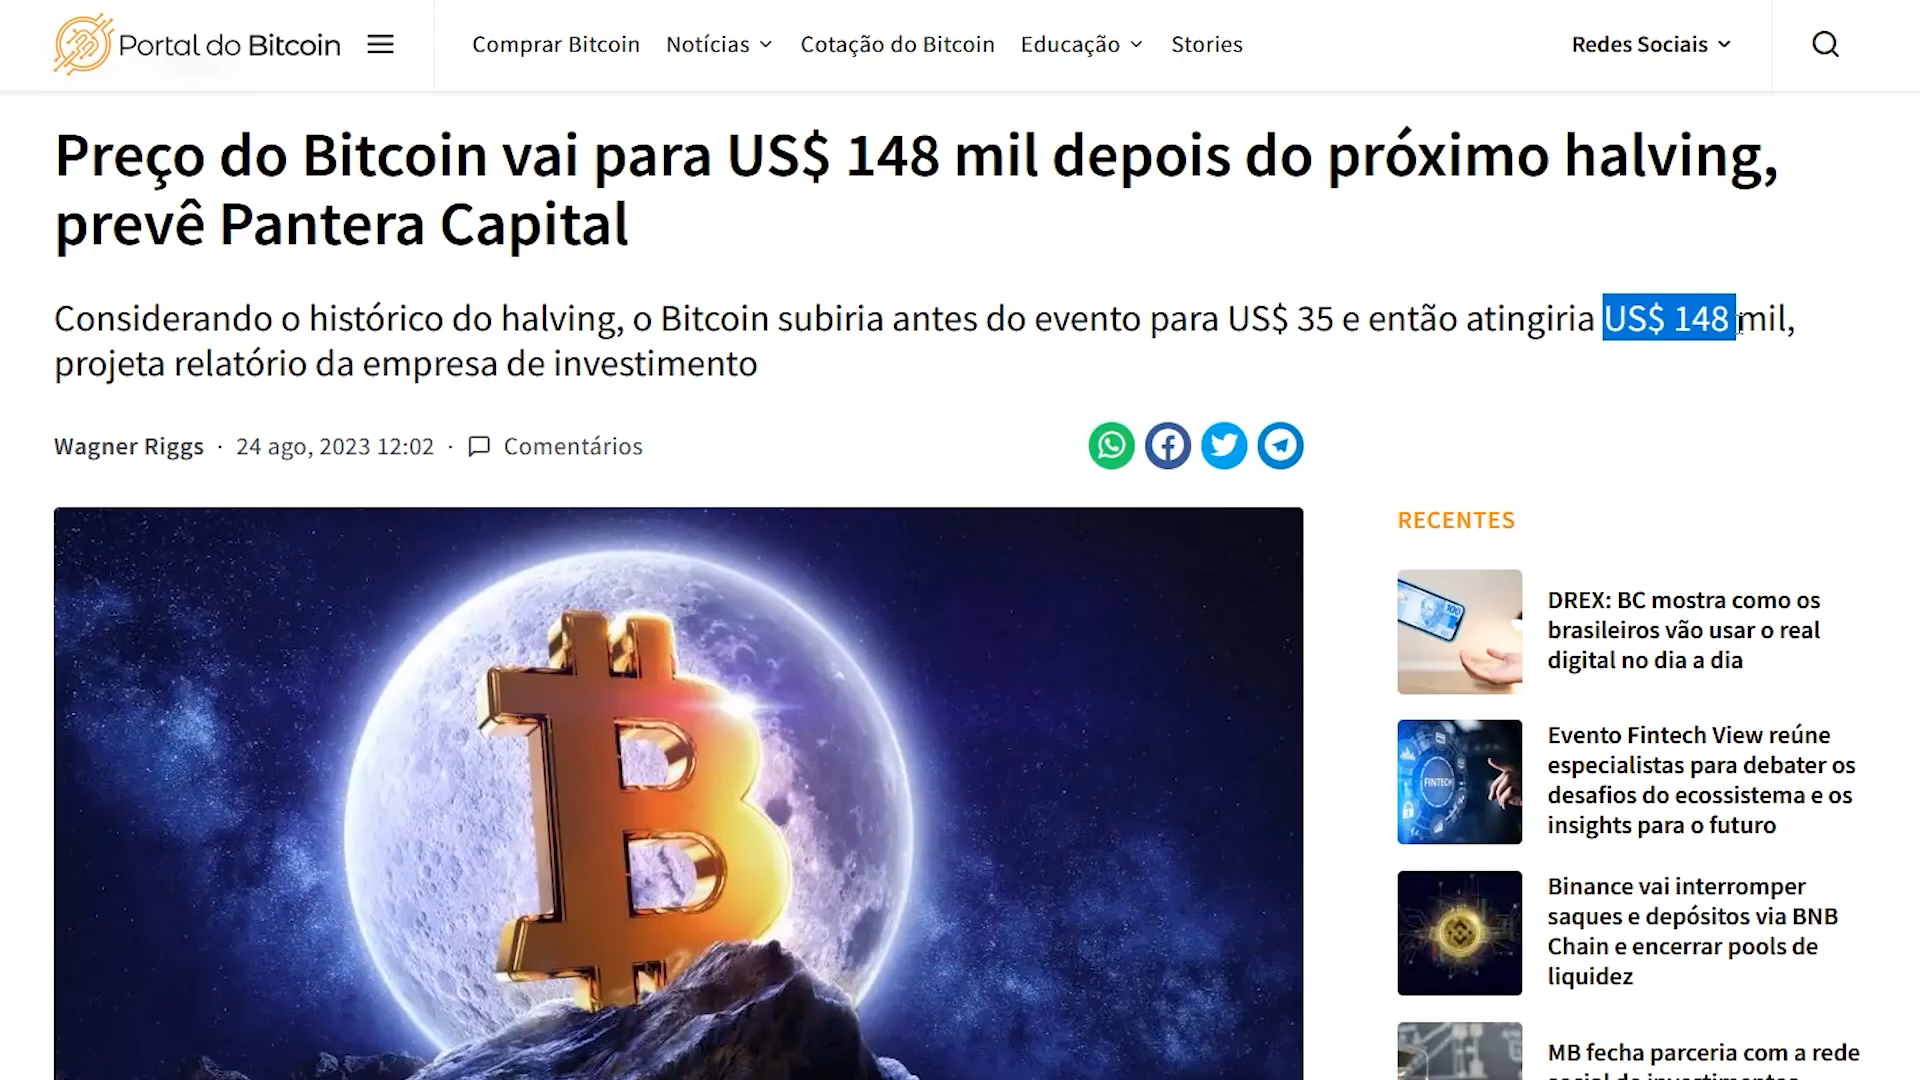 Portal do Bitcoin
Comprar Bitcoin
Notícias
Cotação do Bitcoin
Educação
Stories
Redes Sociais
Preço do Bitcoin vai para US$ 148 mil depois do próximo halving,
prevê Pantera Capital
Considerando o histórico do halving, o Bitcoin subiria antes do evento para US$ 35 e então atingiria US$ 148 mil,
projeta relatório da empresa de investimento
Wagner Riggs · 24 ago, 2023 12:02 · Comentários
RECENTES
100
DREX: BC mostra como os
brasileiros vão usar o real
digital no dia a dia
FINTECH
Evento Fintech View reúne
especialistas para debater os
desafios do ecossistema e os
insights para o futuro
Binance vai interromper
saques e depósitos via BNB
Chain e encerrar pools de
liquidez
MB fecha parceria com a rede
social de investimentos